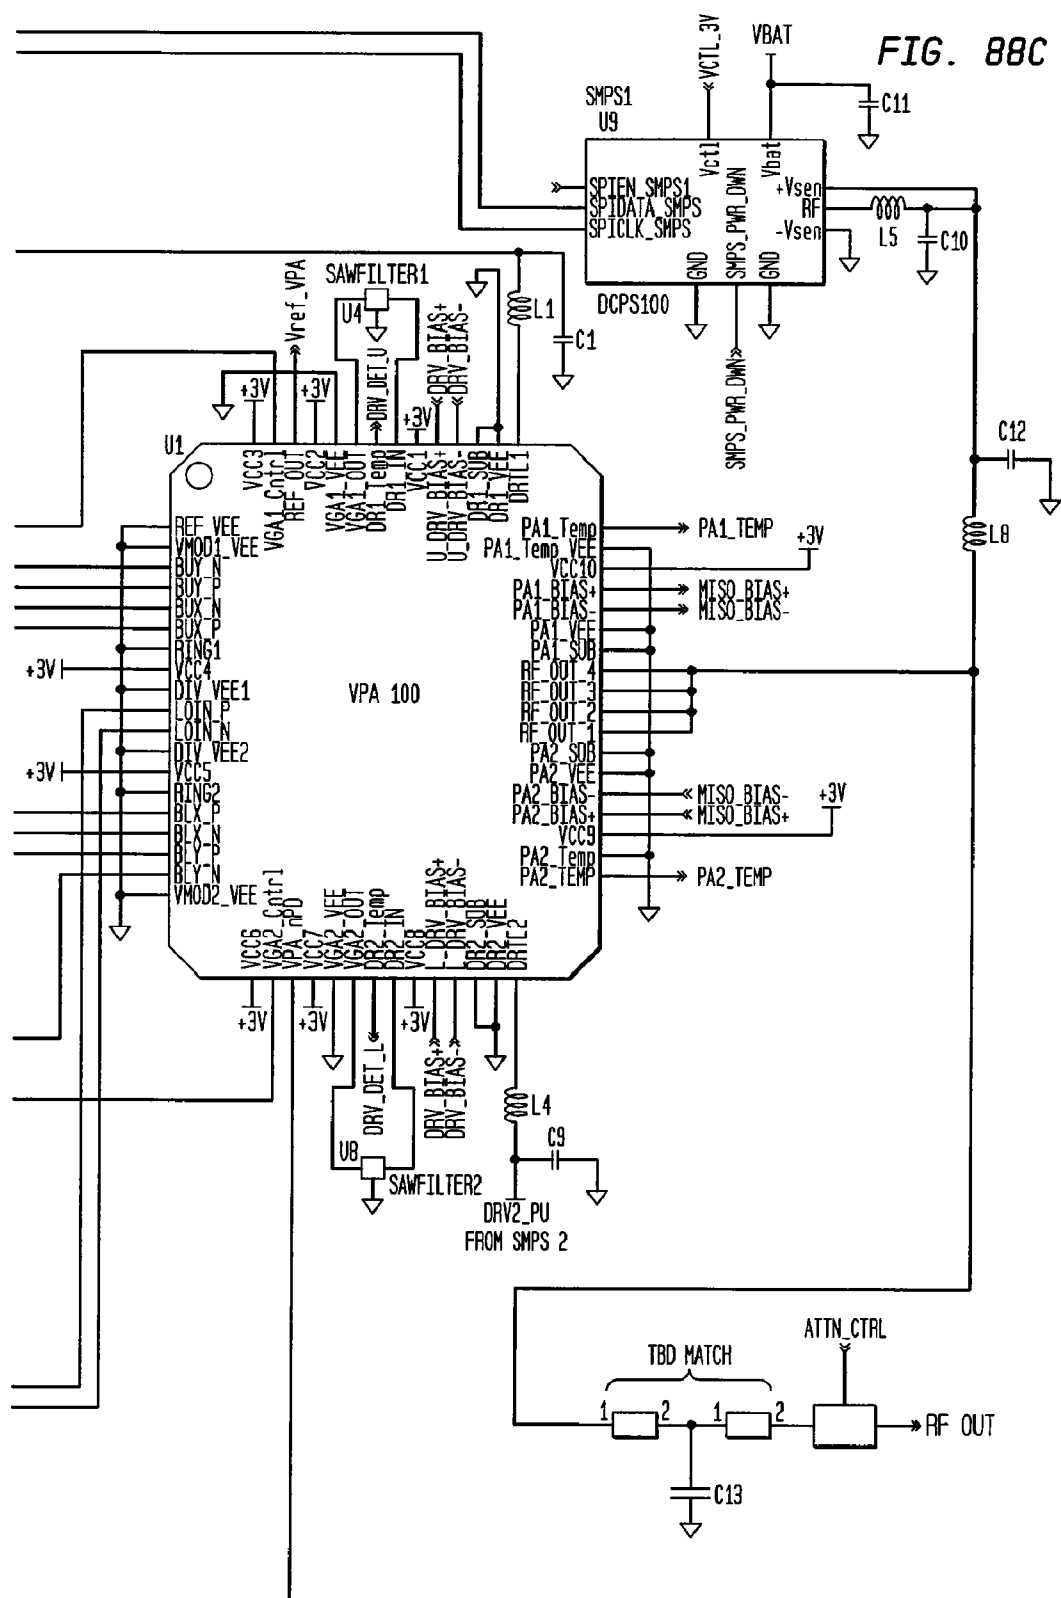 FIG. 88C
VCTL_3V
VBAT
C11
SMPS1
U9
Vctl
Vbat
SPIEN_SMPS1
SPIDATA_SMPS
SPICLK_SMPS
SMPS_PWR_DWN
+Vsen
RF
-Vsen
GND
GND
DCPS100
L5
C10
SMPS_PWR_DWN
SAWFILTER1
U4
Vref_VPA
DRV_DET_U
DRV_BIAS+
DRV_BIAS-
L1
C1
+3V
+3V
+3V
C12
L8
U1
VCC3
VGA1_Cntrl
REF_OUT
VCC2
VGA1_VEE
VGA1_OUT
DR1_Temp
DR1_IN
VCC1
U_DRV_BIAS+
U_DRV_BIAS-
DR1_SUB
DR1_VEE
DRTL1
REF_VEE
VMOD1_VEE
BUY_N
BUY_P
BUX_N
BUX_P
RING1
+3V
VCC4
DIV_VEE1
LOIN_P
LOIN_N
DIV_VEE2
+3V
VCC5
RING2
BLX_P
BLX_N
BLY_P
BLY_N
VMOD2_VEE
VPA 100
PA1_Temp
PA1_TEMP
PA1_Temp_VEE
+3V
VCC10
PA1_BIAS+
MISO_BIAS+
PA1_BIAS-
MISO_BIAS-
PA1_VEE
PA1_SUB
RF_OUT_4
RF_OUT_3
RF_OUT_2
RF_OUT_1
PA2_SUB
PA2_VEE
PA2_BIAS-
MISO_BIAS-
PA2_BIAS+
MISO_BIAS+
+3V
VCC9
PA2_Temp
PA2_TEMP
PA2_TEMP
VCC6
VGA2_Cntrl
VPA_nPD
VCC7
VGA2_VEE
VGA2_OUT
DR2_Temp
DR2-IN
VCC8
L_DRV_BIAS+
L_DRV_BIAS-
DR2_SUB
DR2_VEE
DRTL2
+3V
+3V
+3V
DRV_DET_L
DRV_BIAS+
DRV_BIAS-
U8
SAWFILTER2
L4
C9
DRV2_PU
FROM SMPS 2
ATTN_CTRL
TBD MATCH
1
2
1
2
RF OUT
C13